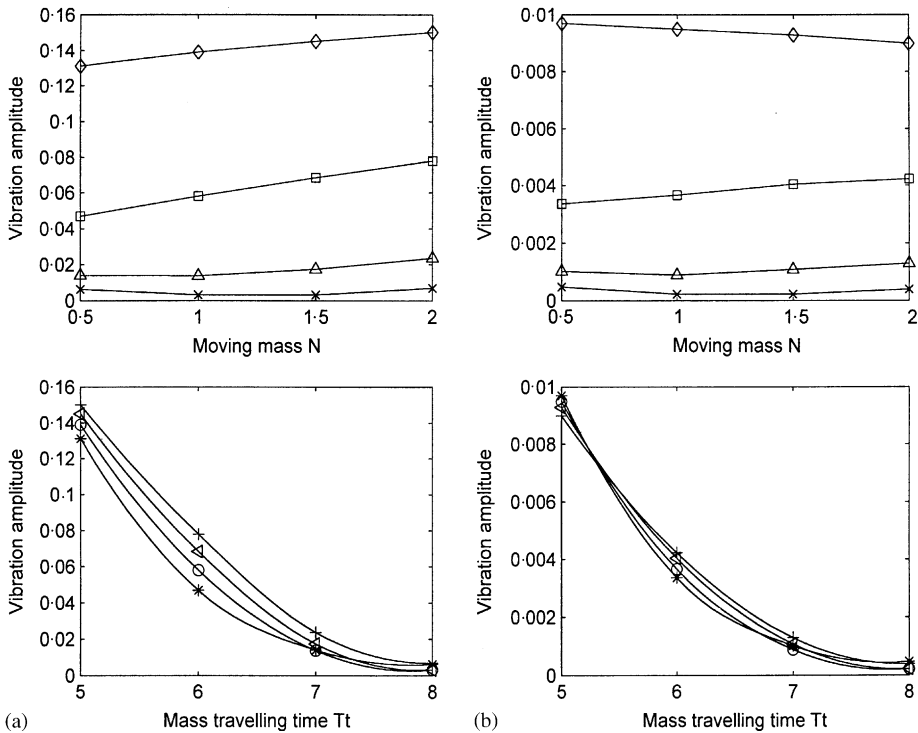 0·16
0·14
0·12
0·1
0·08
0·06
0·04
0·02
0
Vibration amplitude
0·5 1 1·5 2
Moving mass N
0·01
0·008
0·006
0·004
0·002
0
Vibration amplitude
0·5 1 1·5 2
Moving mass N
0·16
0·14
0·12
0·1
0·08
0·06
0·04
0·02
0
Vibration amplitude
5 6 7 8
(a) Mass travelling time Tt
0·01
0·008
0·006
0·004
0·002
0
Vibration amplitude
5 6 7 8
(b) Mass travelling time Tt